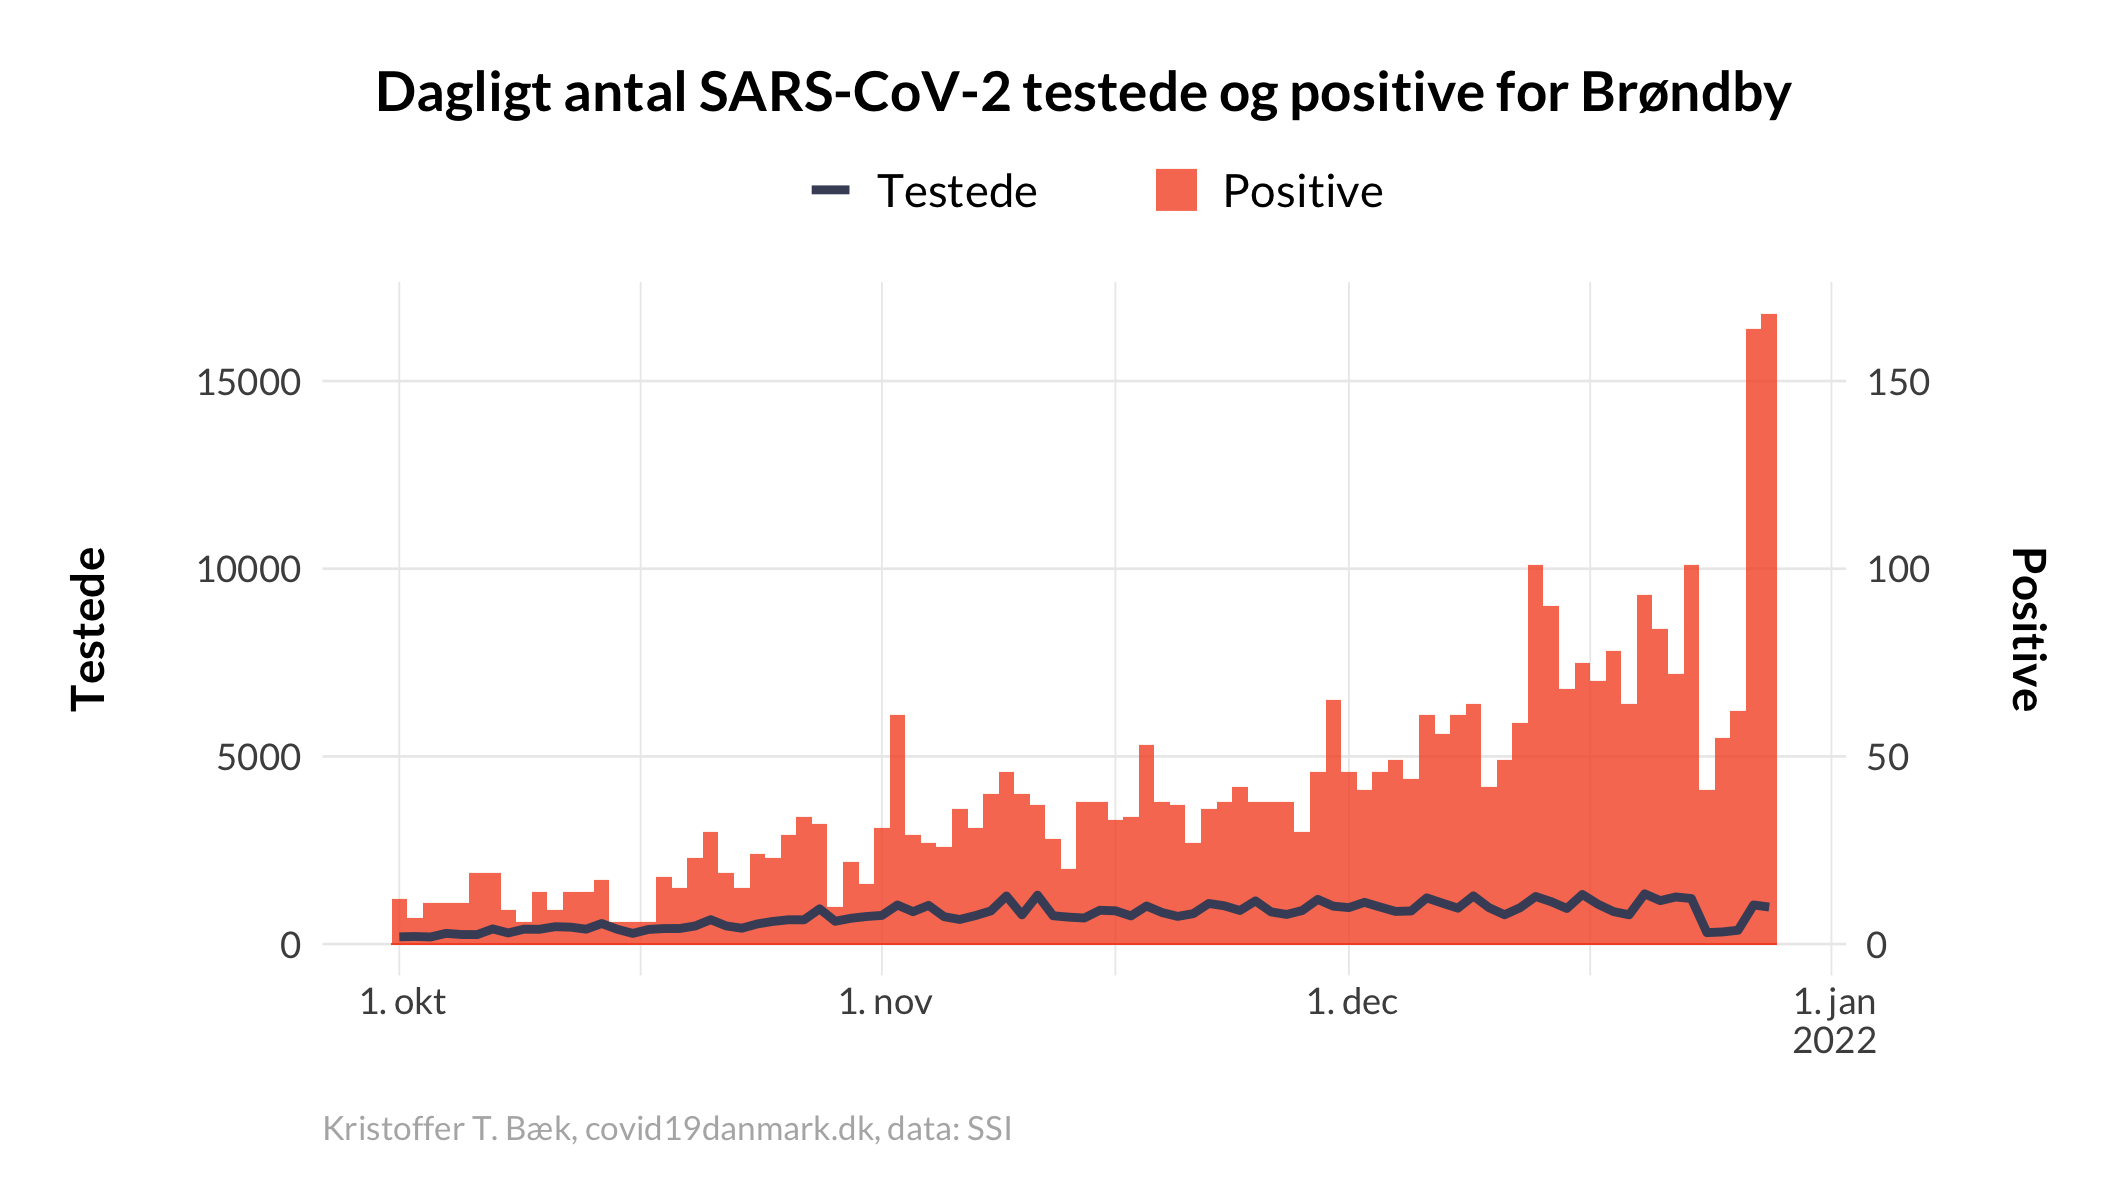 Dagligt antal SARS-CoV-2 testede og positive for Brøndby
Testede
Positive
Testede
15000
10000
5000
0
150
100
50
0
Positive
1. okt
1. nov
1. dec
1. jan
2022
Kristoffer T. Bæk, covid19danmark.dk, data: SSI